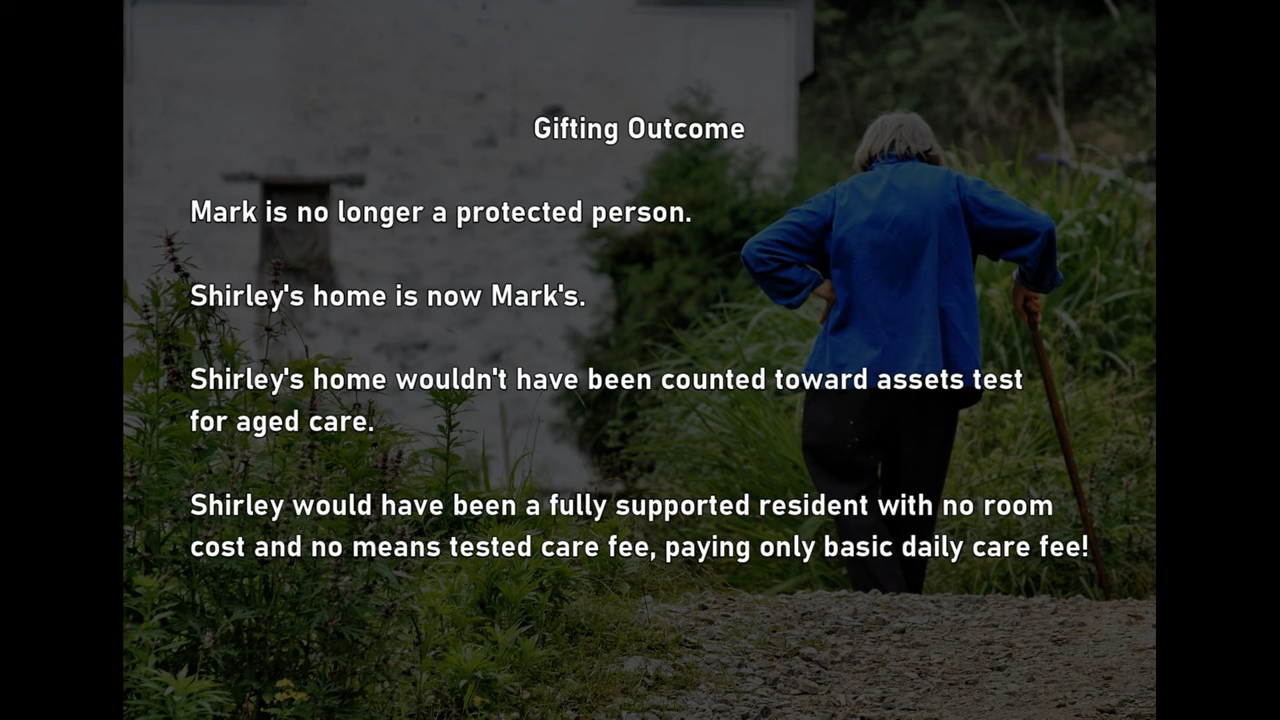 Gifting Outcome
Mark is no longer a protected person.
Shirley's home is now Mark's.
Shirley's home wouldn't have been counted toward assets test
for aged care.
Shirley would have been a fully supported resident with no room
cost and no means tested care fee, paying only basic daily care fee!